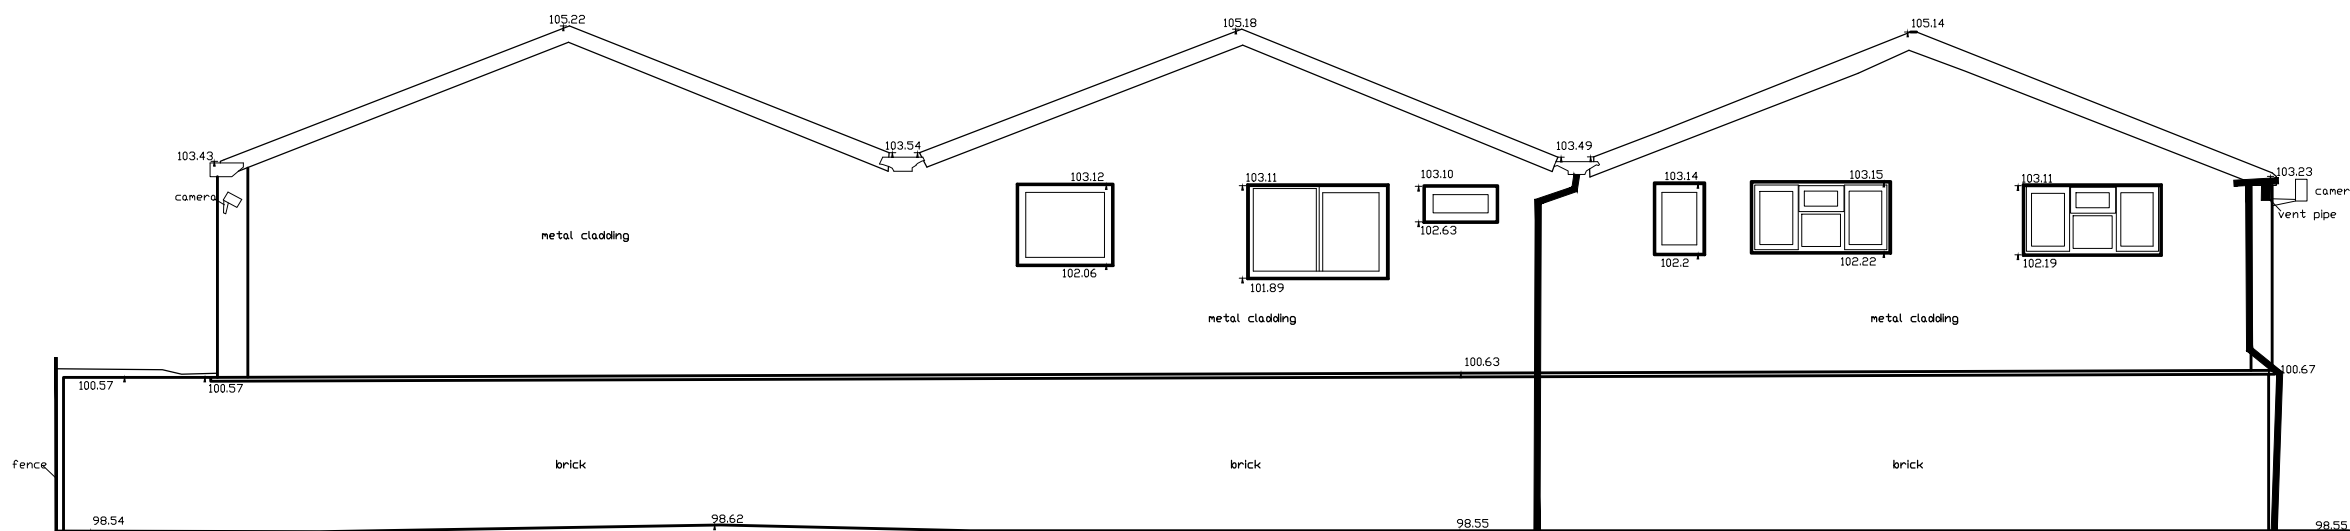 105.22
105.18
105.14
103.43
103.54
103.49
103.23
103.12
103.11
103.10
103.14
103.15
103.11
camera
camer
vent pipe
102.63
metal cladding
102.06
102.2
102.22
102.19
101.89
metal cladding
metal cladding
100.63
100.67
100.57
100.57
fence
brick
brick
brick
98.54
98.62
98.55
98.55